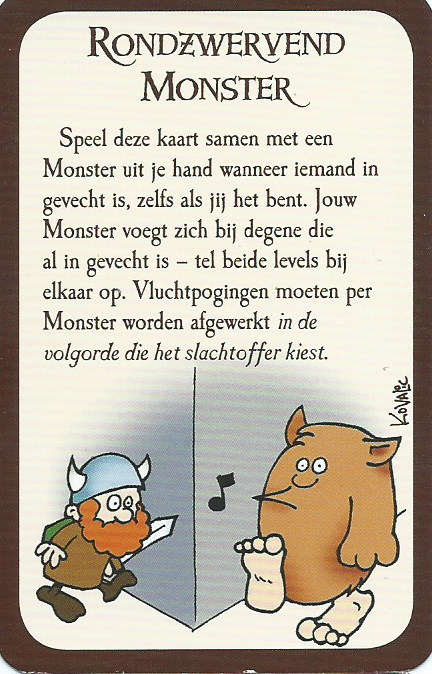 Rondzwervend
Monster
Speel deze kaart samen met een
Monster uit je hand wanneer iemand in
gevecht is, zelfs als jij het bent. Jouw
Monster voegt zich bij degene die
al in gevecht is – tel beide levels bij
elkaar op. Vluchtpogingen moeten per
Monster worden afgewerkt in de
volgorde die het slachtoffer kiest.
Kovalic